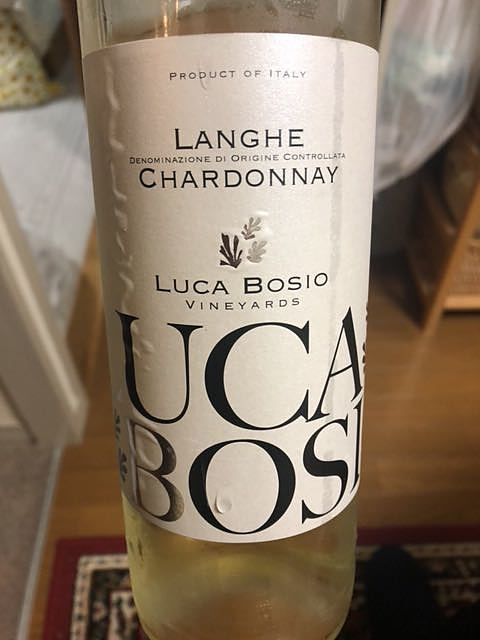 PRODUCT OF ITALY
LANGHE
DENOMINAZIONE DI ORIGINE CONTROLLATA
CHARDONNAY
LUCA BOSIO
VINEYARDS
UCA
BOSI